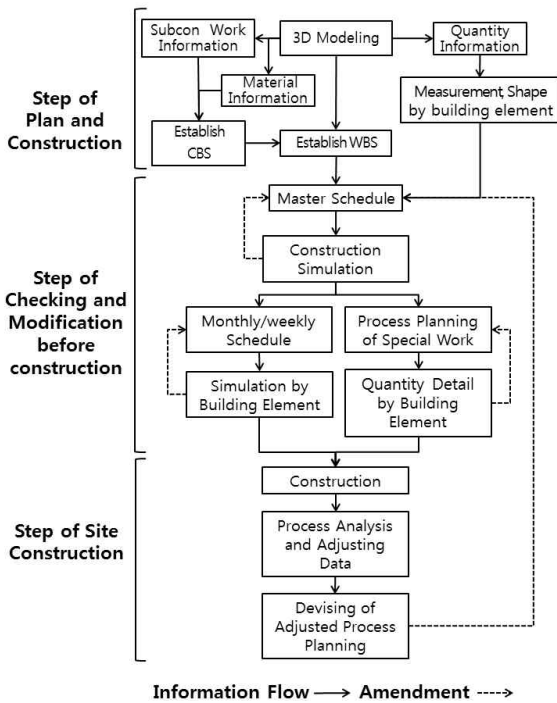 Subcon Work
Information
3D Modeling
Quantity
Information
Material
Information
Measurement, Shape
by building element
Step of
Plan and
Construction
Establish
CBS
Establish WBS
Master Schedule
Construction
Simulation
Step of
Checking and
Modification
before
construction
Monthly/weekly
Schedule
Process Planning
of Special Work
Simulation by
Building Element
Quantity Detail
by Building
Element
Construction
Step of Site
Construction
Process Analysis
and Adjusting
Data
Devising of
Adjusted Process
Planning
Information Flow Amendment